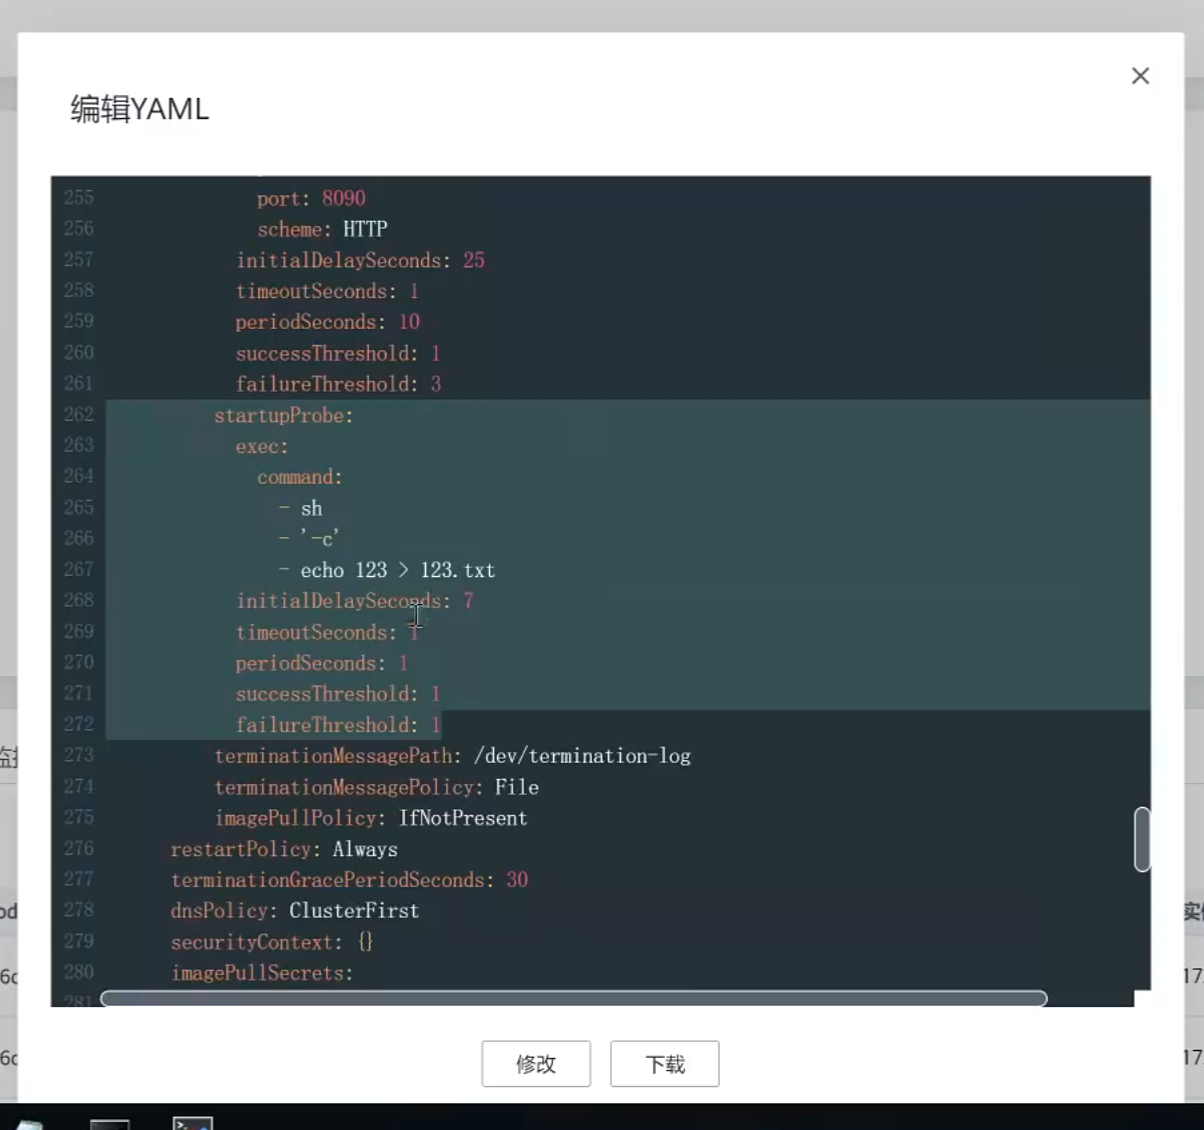 编辑YAML
255 port: 8090
256 scheme: HTTP
257 initialDelaySeconds: 25
258 timeoutSeconds: 1
259 periodSeconds: 10
260 successThreshold: 1
261 failureThreshold: 3
262 startupProbe:
263 exec:
264 command:
265 - sh
266 - '-c'
267 - echo 123 > 123.txt
268 initialDelaySeconds: 7
269 timeoutSeconds: 1
270 periodSeconds: 1
271 successThreshold: 1
272 failureThreshold: 1
273 terminationMessagePath: /dev/termination-log
274 terminationMessagePolicy: File
275 imagePullPolicy: IfNotPresent
276 restartPolicy: Always
277 terminationGracePeriodSeconds: 30
278 dnsPolicy: ClusterFirst
279 securityContext: {}
280 imagePullSecrets:
281
修改 下载